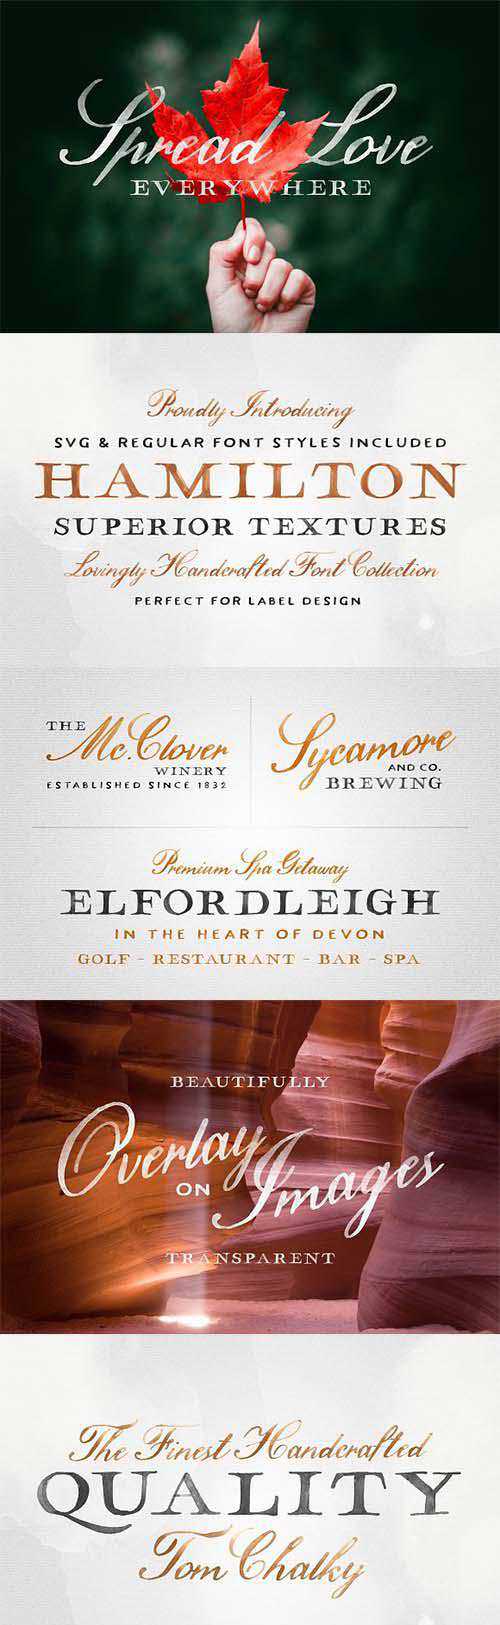 Spread Love
EVERYWHERE
Proudly Introducing
SVG & REGULAR FONT STYLES INCLUDED
HAMILTON
SUPERIOR TEXTURES
Lovingly Handcrafted Font Collection
PERFECT FOR LABEL DESIGN
THE
Mc.Clover
WINERY
ESTABLISHED SINCE 1832
Sycamore
AND CO.
BREWING
Premium Spa Getaway
ELFORDLEIGH
IN THE HEART OF DEVON
GOLF - RESTAURANT - BAR - SPA
BEAUTIFULLY
Overlay
ON Images
TRANSPARENT
The Finest Handcrafted
QUALITY
Tom Chalky